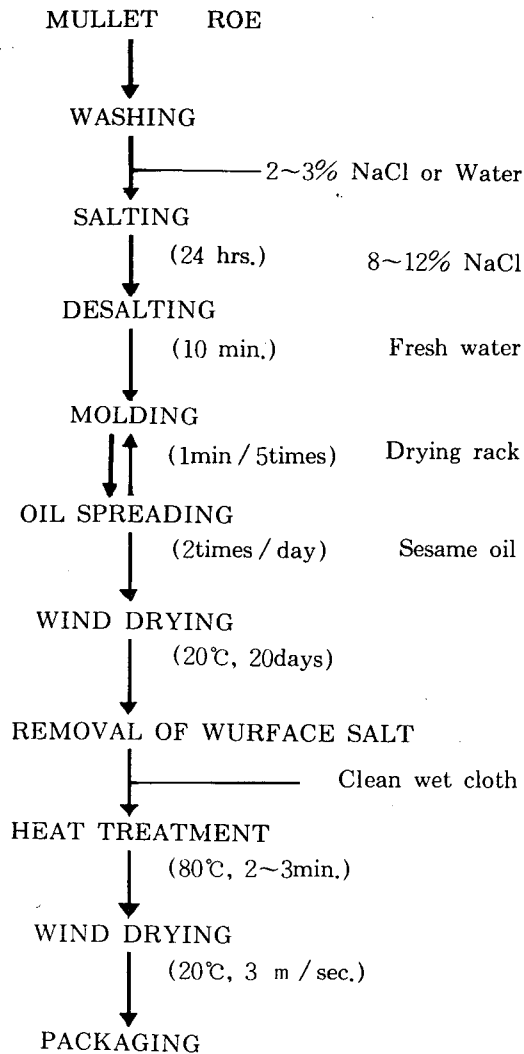 MULLET ROE
WASHING
2~3% NaCl or Water
SALTING
(24 hrs.) 8~12% NaCl
DESALTING
(10 min.) Fresh water
MOLDING
(1min / 5times) Drying rack
OIL SPREADING
(2times / day) Sesame oil
WIND DRYING
(20℃, 20days)
REMOVAL OF WURFACE SALT
Clean wet cloth
HEAT TREATMENT
(80℃, 2~3min.)
WIND DRYING
(20℃, 3 m / sec.)
PACKAGING